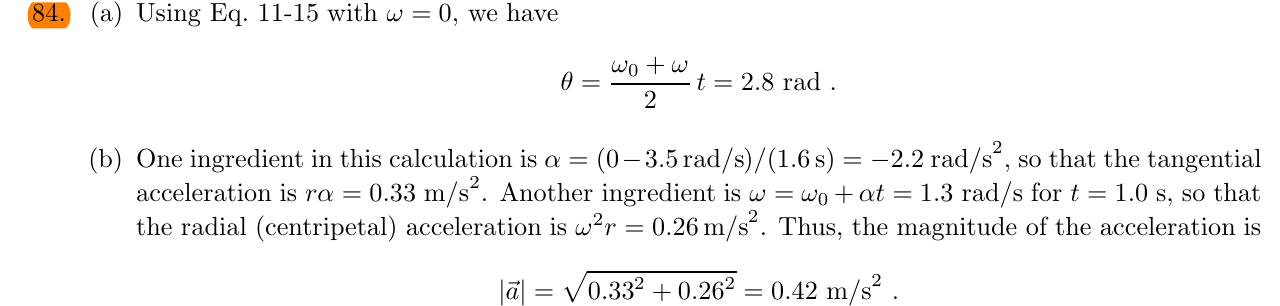 84. (a) Using Eq. 11-15 with ω = 0, we have
θ = (ω₀ + ω)/2 t = 2.8 rad .
(b) One ingredient in this calculation is α = (0 − 3.5 rad/s)/(1.6 s) = −2.2 rad/s², so that the tangential
acceleration is rα = 0.33 m/s². Another ingredient is ω = ω₀ + αt = 1.3 rad/s for t = 1.0 s, so that
the radial (centripetal) acceleration is ω²r = 0.26 m/s². Thus, the magnitude of the acceleration is
|a⃗| = √(0.33² + 0.26²) = 0.42 m/s² .